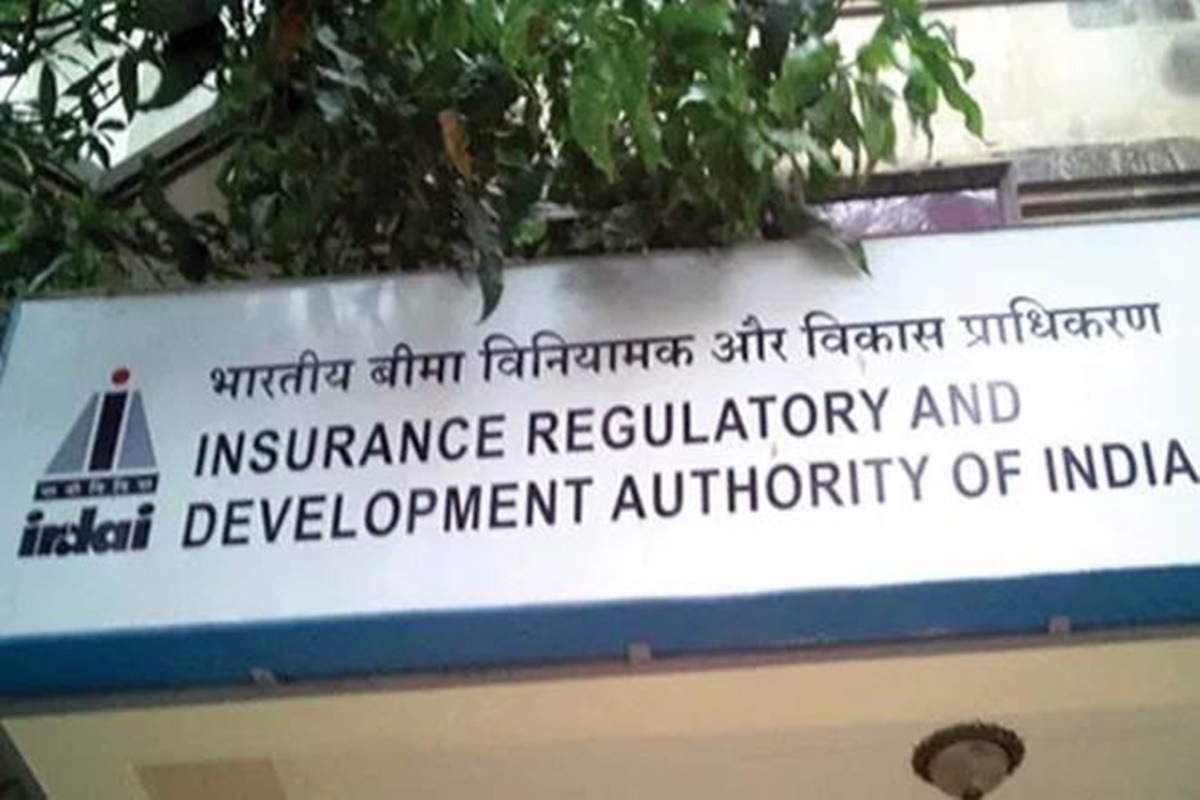 भारतीय बीमा विनियामक और विकास प्राधिकरण
INSURANCE REGULATORY AND
DEVELOPMENT AUTHORITY OF INDIA
irdai